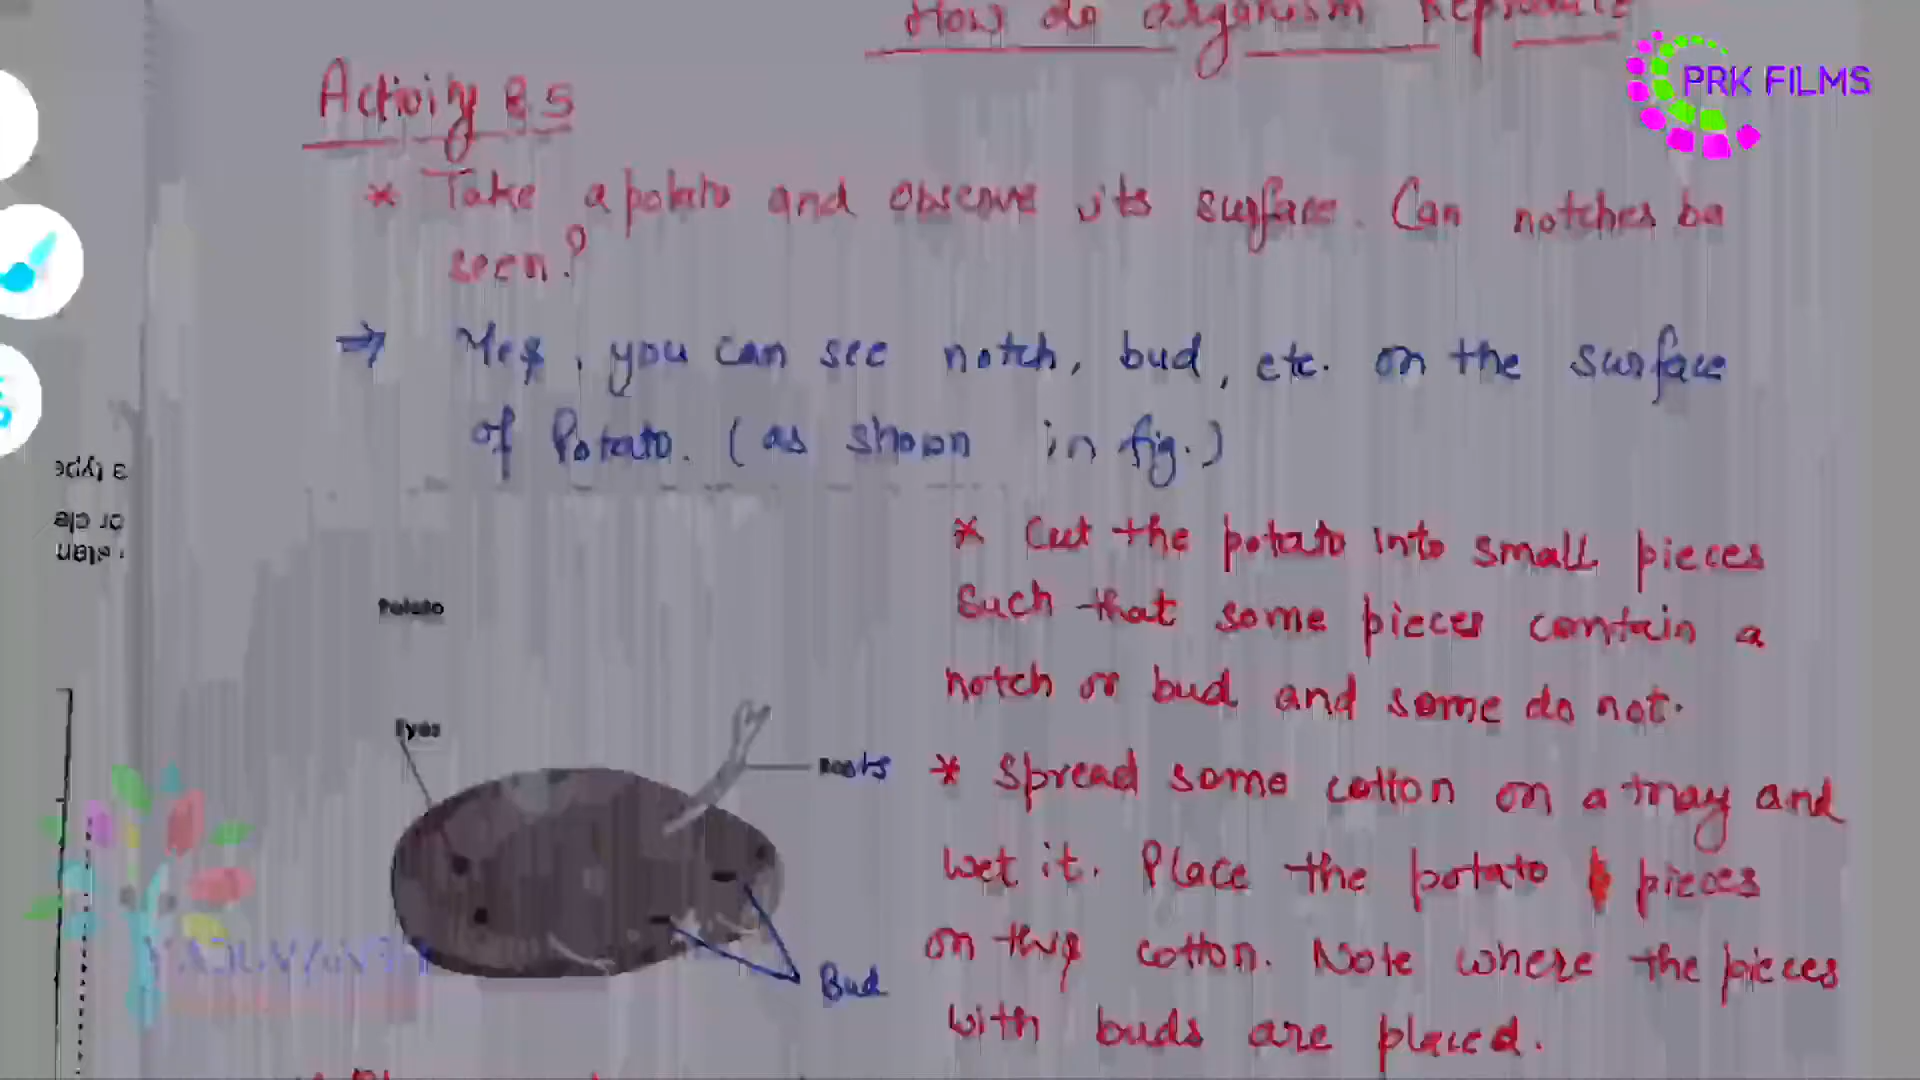 How do organism Reproduce
PRK FILMS
Activity 8.5
* Take a potato and observe its surface. Can notches be
seen?
⇒ Yes, you can see notch, bud, etc. on the surface
of Potato. (as shown in fig.)
* Cut the potato into small pieces
such that some pieces contain a
notch or bud and some do not.
* Spread some cotton on a tray and
wet it. Place the potato pieces
on this cotton. Note where the pieces
with buds are placed.
Potato
Eyes
Roots
Bud